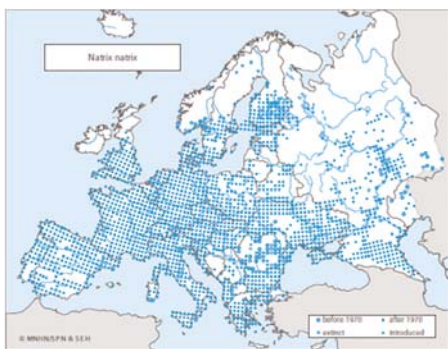 Natrix natrix
before 1970 after 1970
extinct introduced
© MNHN/SPN & SEH